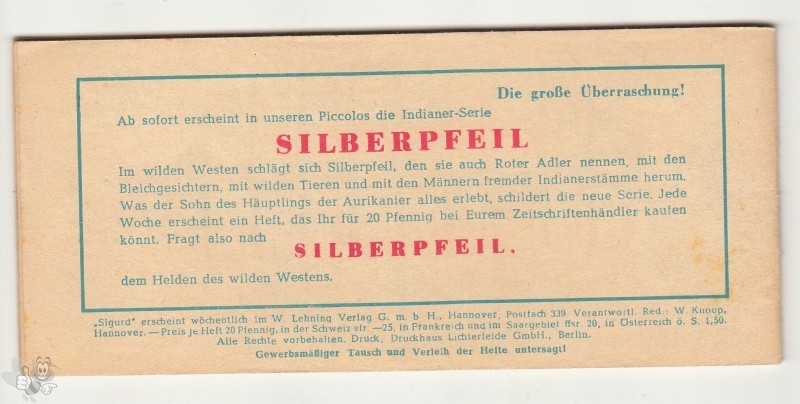 Die große Überraschung!
Ab sofort erscheint in unseren Piccolos die Indianer-Serie
SILBERPFEIL
Im wilden Westen schlägt sich Silberpfeil, den sie auch Roter Adler nennen, mit den
Bleichgesichtern, mit wilden Tieren und mit den Männern fremder Indianerstämme herum.
Was der Sohn des Häuptlings der Aurikanier alles erlebt, schildert die neue Serie. Jede
Woche erscheint ein Heft, das Ihr für 20 Pfennig bei Eurem Zeitschriftenhändler kaufen
könnt. Fragt also nach
SILBERPFEIL.
dem Helden des wilden Westens.
„Sigurd" erscheint wöchentlich im W. Lehning Verlag G. m b H., Hannover, Postfach 339. Verantwortl. Red.: W. Knoop,
Hannover. — Preis je Heft 20 Pfennig, in der Schweiz sfr —25, in Frankreich und im Saargebiet ffsr. 20, in Österreich ö. S. 1,50.
Alle Rechte vorbehalten. Druck: Druckhaus Lichterfelde GmbH., Berlin.
Gewerbsmäßiger Tausch und Verleih der Hefte untersagt!